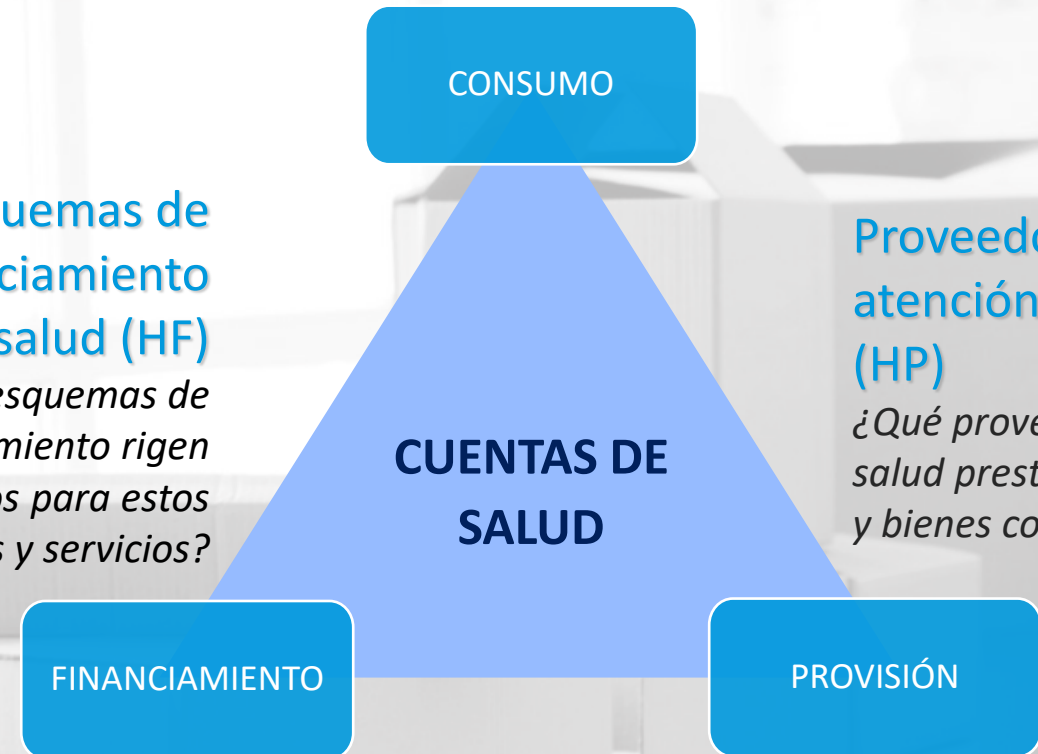 CONSUMO
uemas de
ciamiento
salud (HF)
esquemas de
miento rigen
os para estos
s y servicios?
Proveedo
atención
(HP)
¿Qué prove
salud prest
y bienes co
CUENTAS DE
SALUD
FINANCIAMIENTO
PROVISIÓN